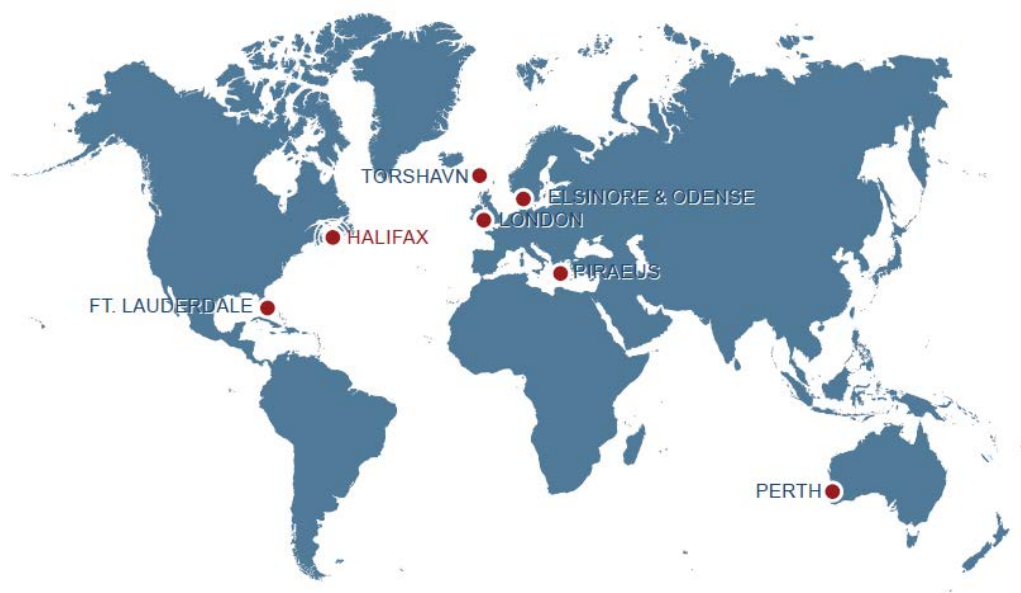 TORSHAVN
ELSINORE & ODENSE
LONDON
HALIFAX
PIRAEUS
FT. LAUDERDALE
PERTH